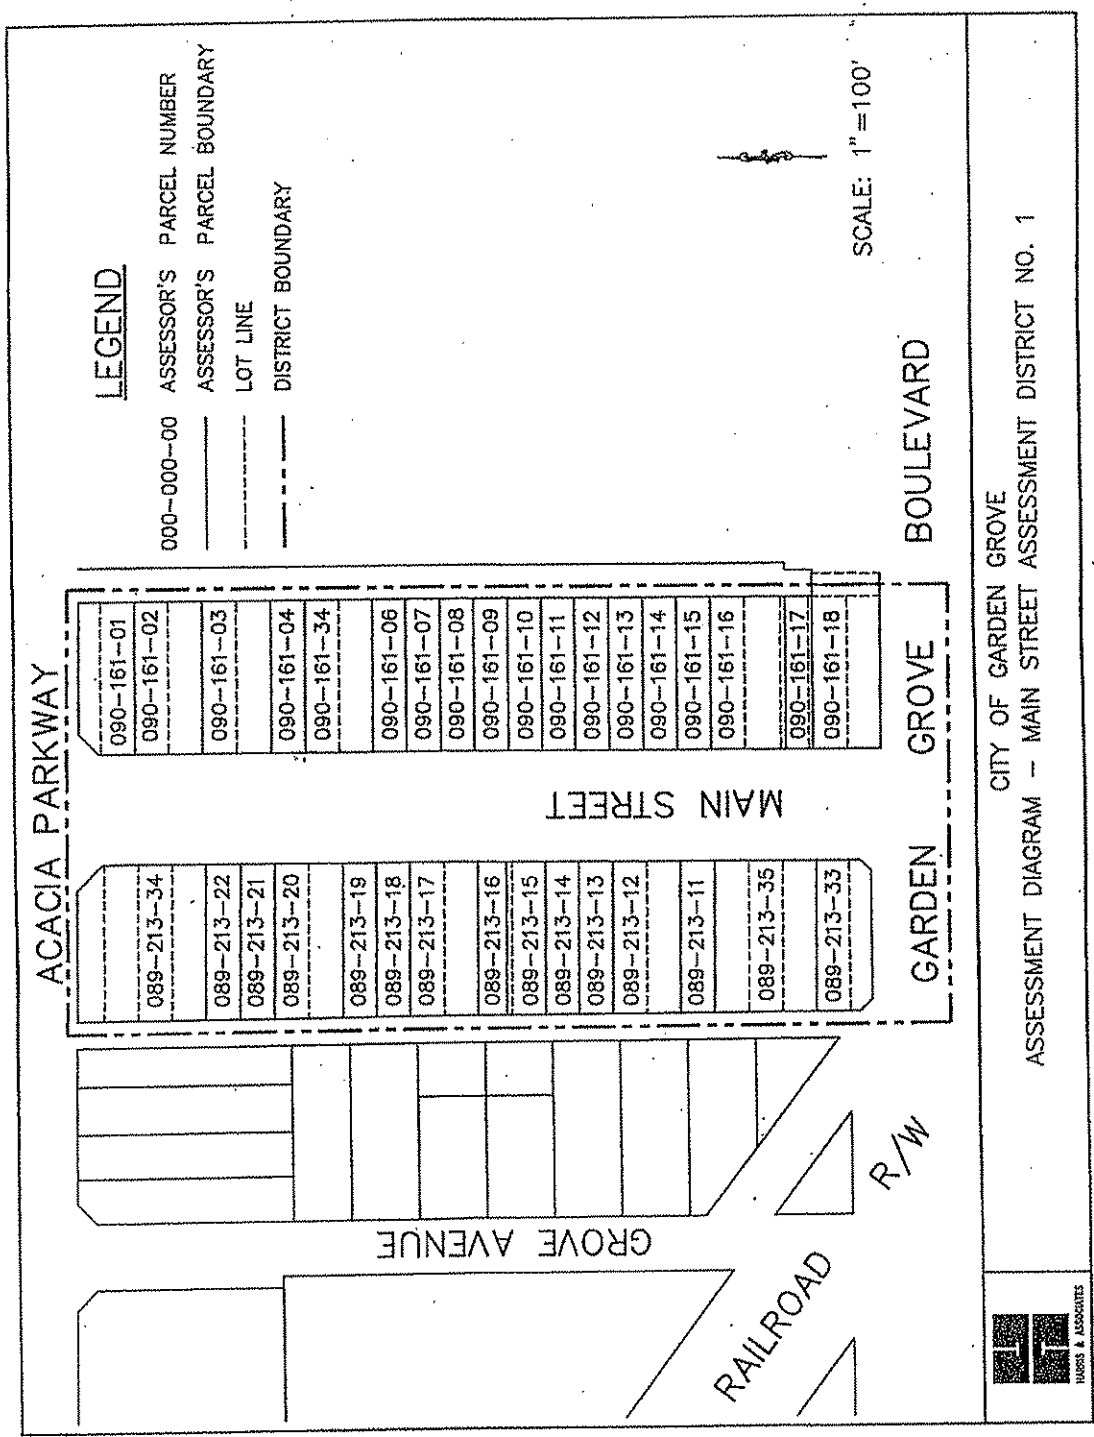 ACACIA PARKWAY
LEGEND
000-000-00 ASSESSOR'S PARCEL NUMBER
ASSESSOR'S PARCEL BOUNDARY
LOT LINE
DISTRICT BOUNDARY
089-213-34
089-213-22
089-213-21
089-213-20
089-213-19
089-213-18
089-213-17
089-213-16
089-213-15
089-213-14
089-213-13
089-213-12
089-213-11
089-213-35
089-213-33
MAIN STREET
090-161-01
090-161-02
090-161-03
090-161-04
090-161-34
090-161-06
090-161-07
090-161-08
090-161-09
090-161-10
090-161-11
090-161-12
090-161-13
090-161-14
090-161-15
090-161-16
090-161-17
090-161-18
GROVE AVENUE
RAILROAD R/W
GARDEN GROVE BOULEVARD
SCALE: 1"=100'
CITY OF GARDEN GROVE
ASSESSMENT DIAGRAM – MAIN STREET ASSESSMENT DISTRICT NO. 1
HARRIS & ASSOCIATES